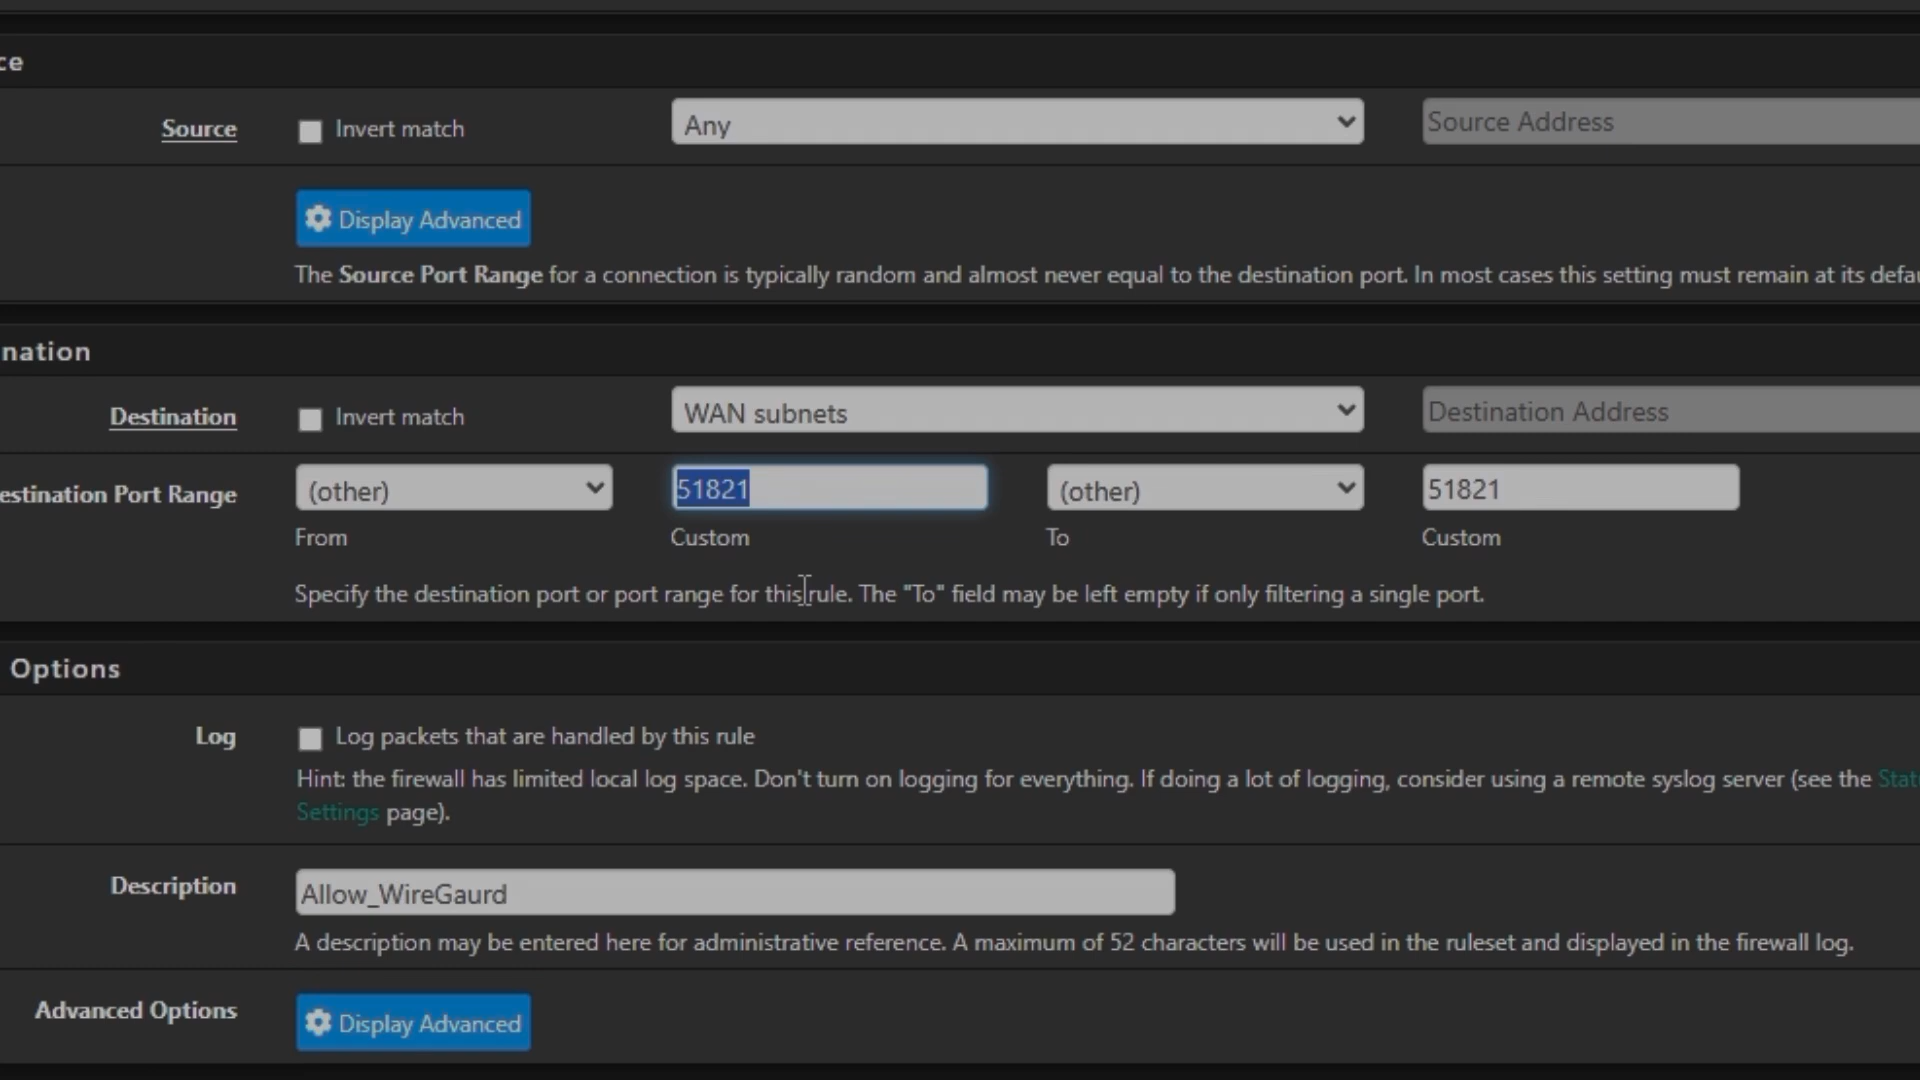 ce
Source Invert match Any Source Address
Display Advanced
The Source Port Range for a connection is typically random and almost never equal to the destination port. In most cases this setting must remain at its defau
nation
Destination Invert match WAN subnets Destination Address
estination Port Range (other) 51821 (other) 51821
From Custom To Custom
Specify the destination port or port range for this rule. The "To" field may be left empty if only filtering a single port.
Options
Log Log packets that are handled by this rule
Hint: the firewall has limited local log space. Don't turn on logging for everything. If doing a lot of logging, consider using a remote syslog server (see the Stat
Settings page).
Description Allow_WireGaurd
A description may be entered here for administrative reference. A maximum of 52 characters will be used in the ruleset and displayed in the firewall log.
Advanced Options Display Advanced